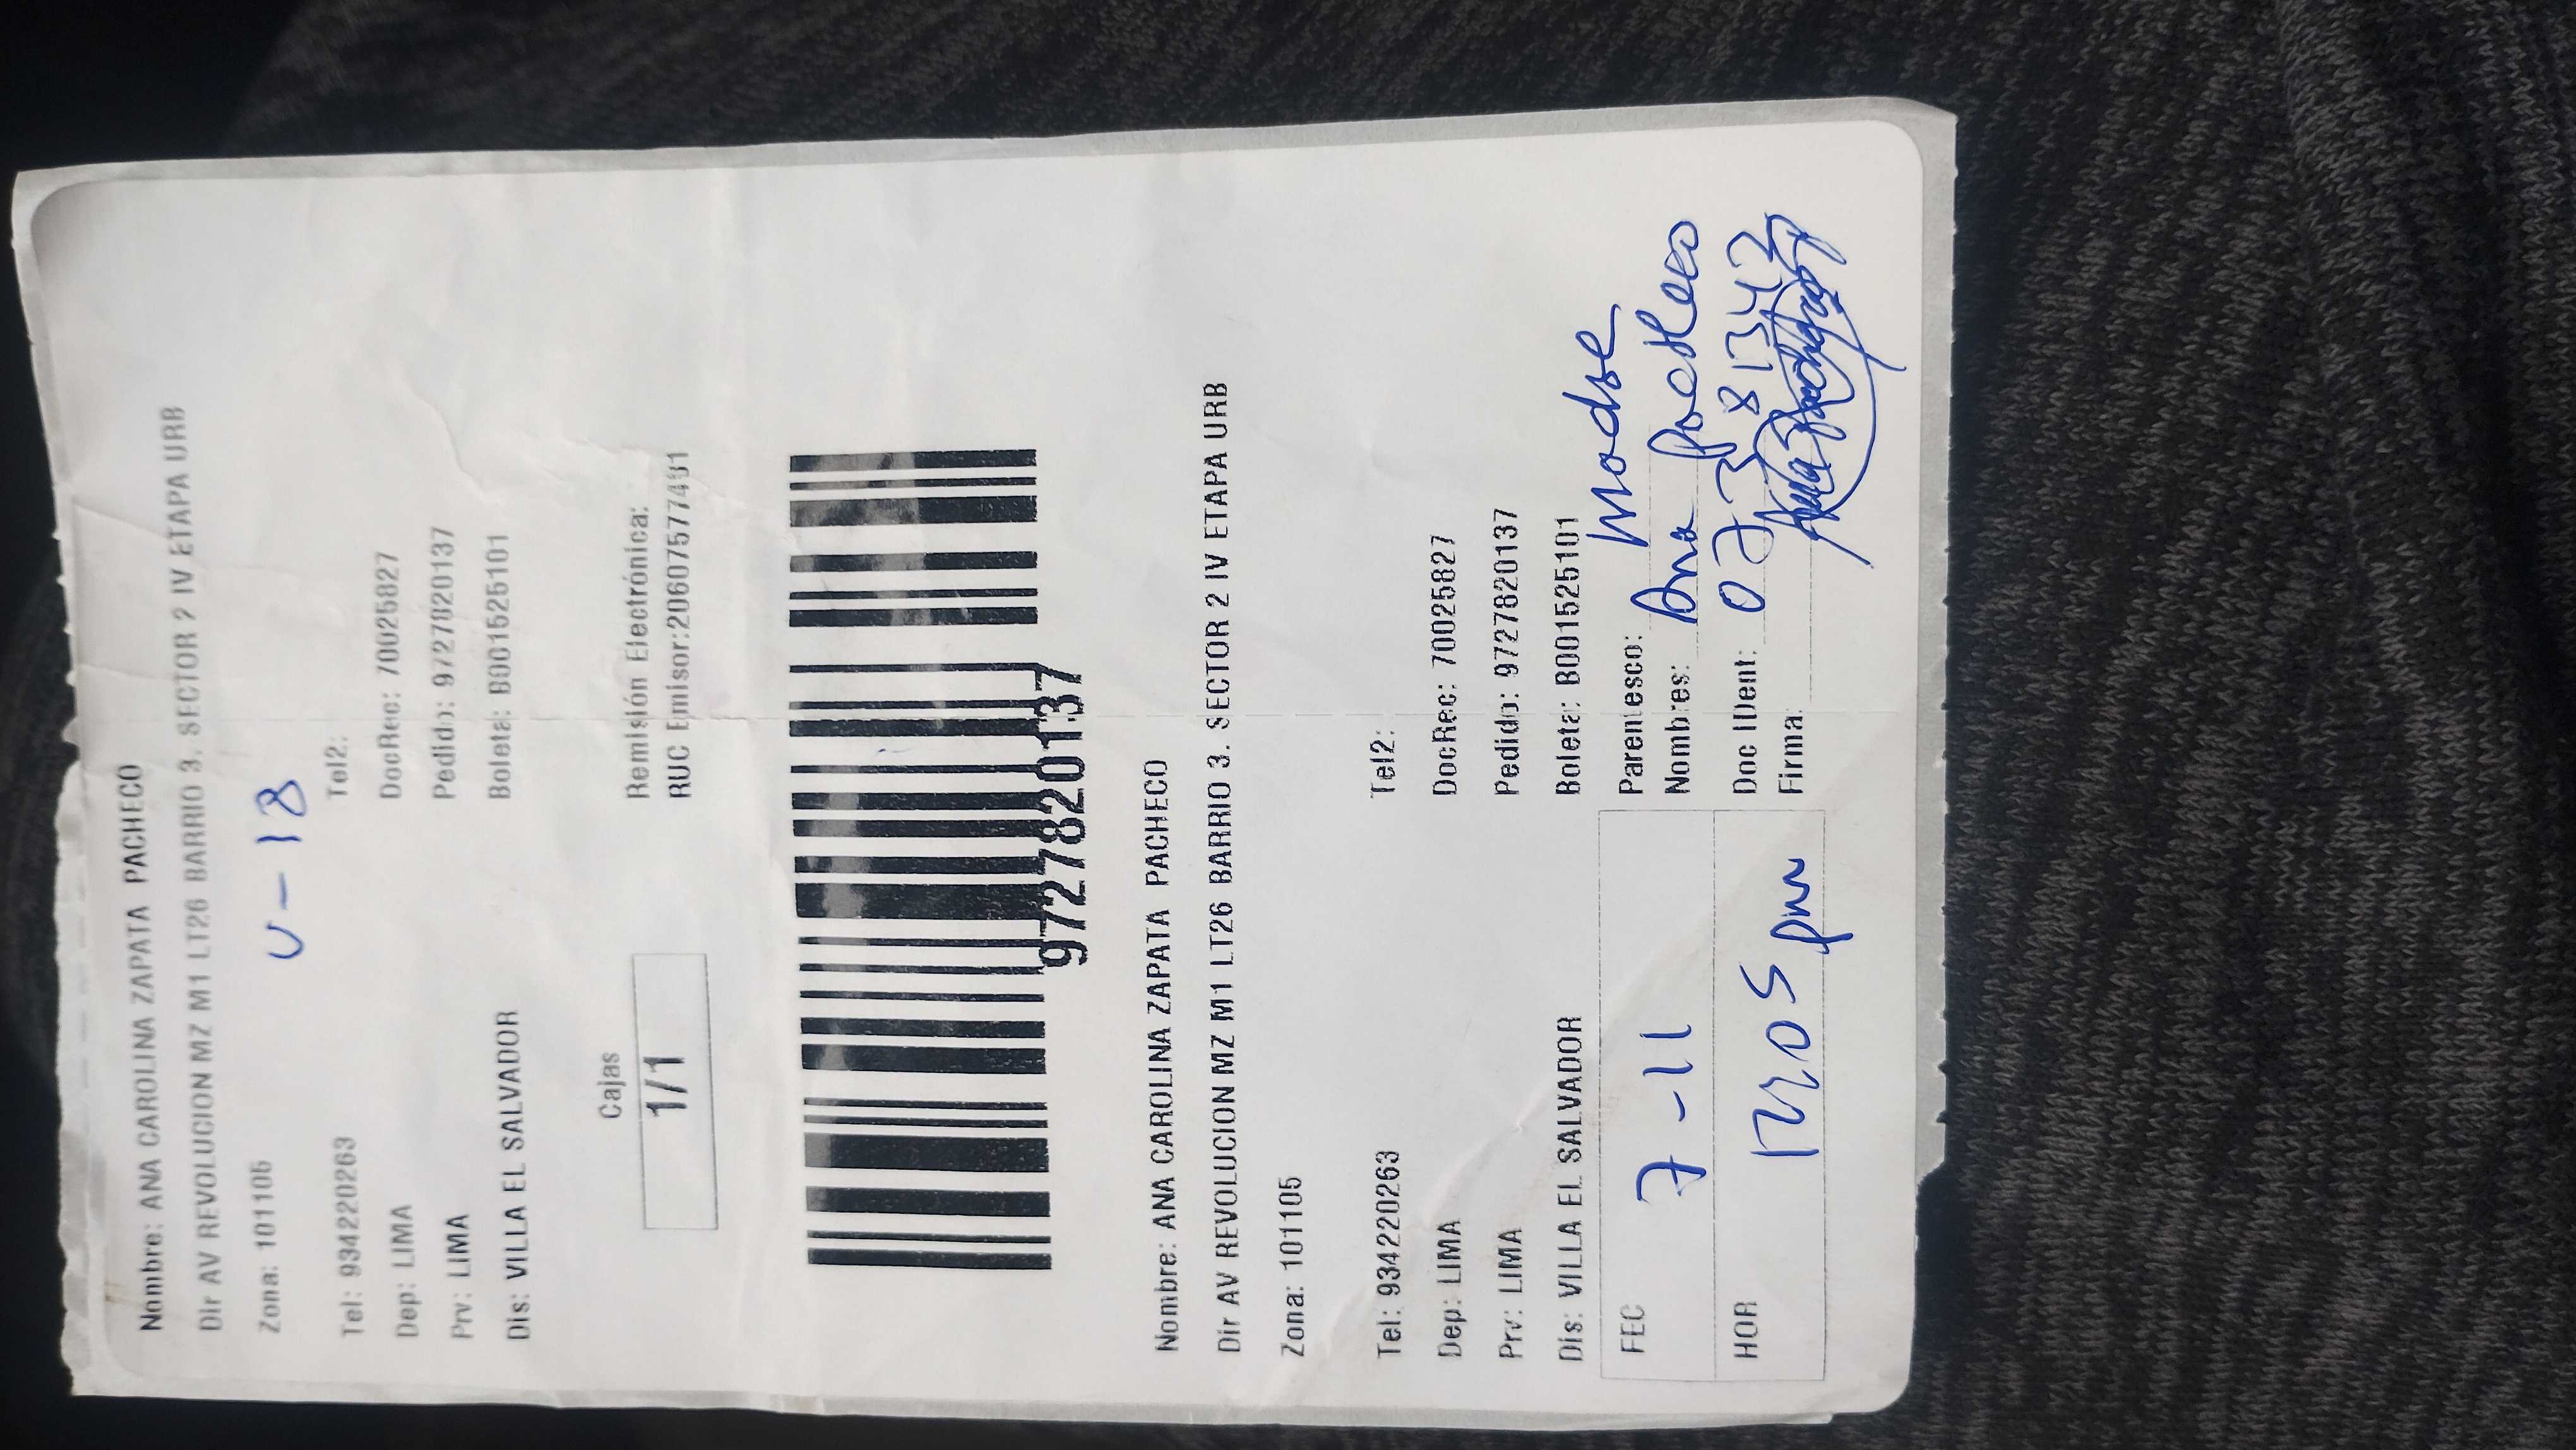 Nombre: ANA CAROLINA ZAPATA PACHECO
Dir AV REVOLUCION MZ M1 LT26 BARRIO 3. SECTOR 2 IV ETAPA URB
Zona: 101105
U-18
Tel: 934220263 Tel2:
Dep: LIMA DocRec: 70025827
Prv: LIMA Pedido: 9727820137
Dis: VILLA EL SALVADOR Boleta: B001525101
Cajas
1/1
Remisión Electrónica:
RUC Emisor:20607577481
9727820137
Nombre: ANA CAROLINA ZAPATA PACHECO
Dir AV REVOLUCION MZ M1 LT26 BARRIO 3. SECTOR 2 IV ETAPA URB
Zona: 101105
Tel: 934220263 Tel2:
Dep: LIMA DocRec: 70025827
Prv: LIMA Pedido: 9727820137
Dis: VILLA EL SALVADOR Boleta: B001525101
FEC 7-11
Parentesco: Madre
Nombres: Ana Pacheco
HOR pm
Doc IDent:
Firma: